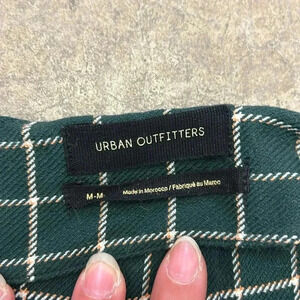 URBAN OUTFITTERS
M-M Made in Morocco / Fabriqué au Maroc